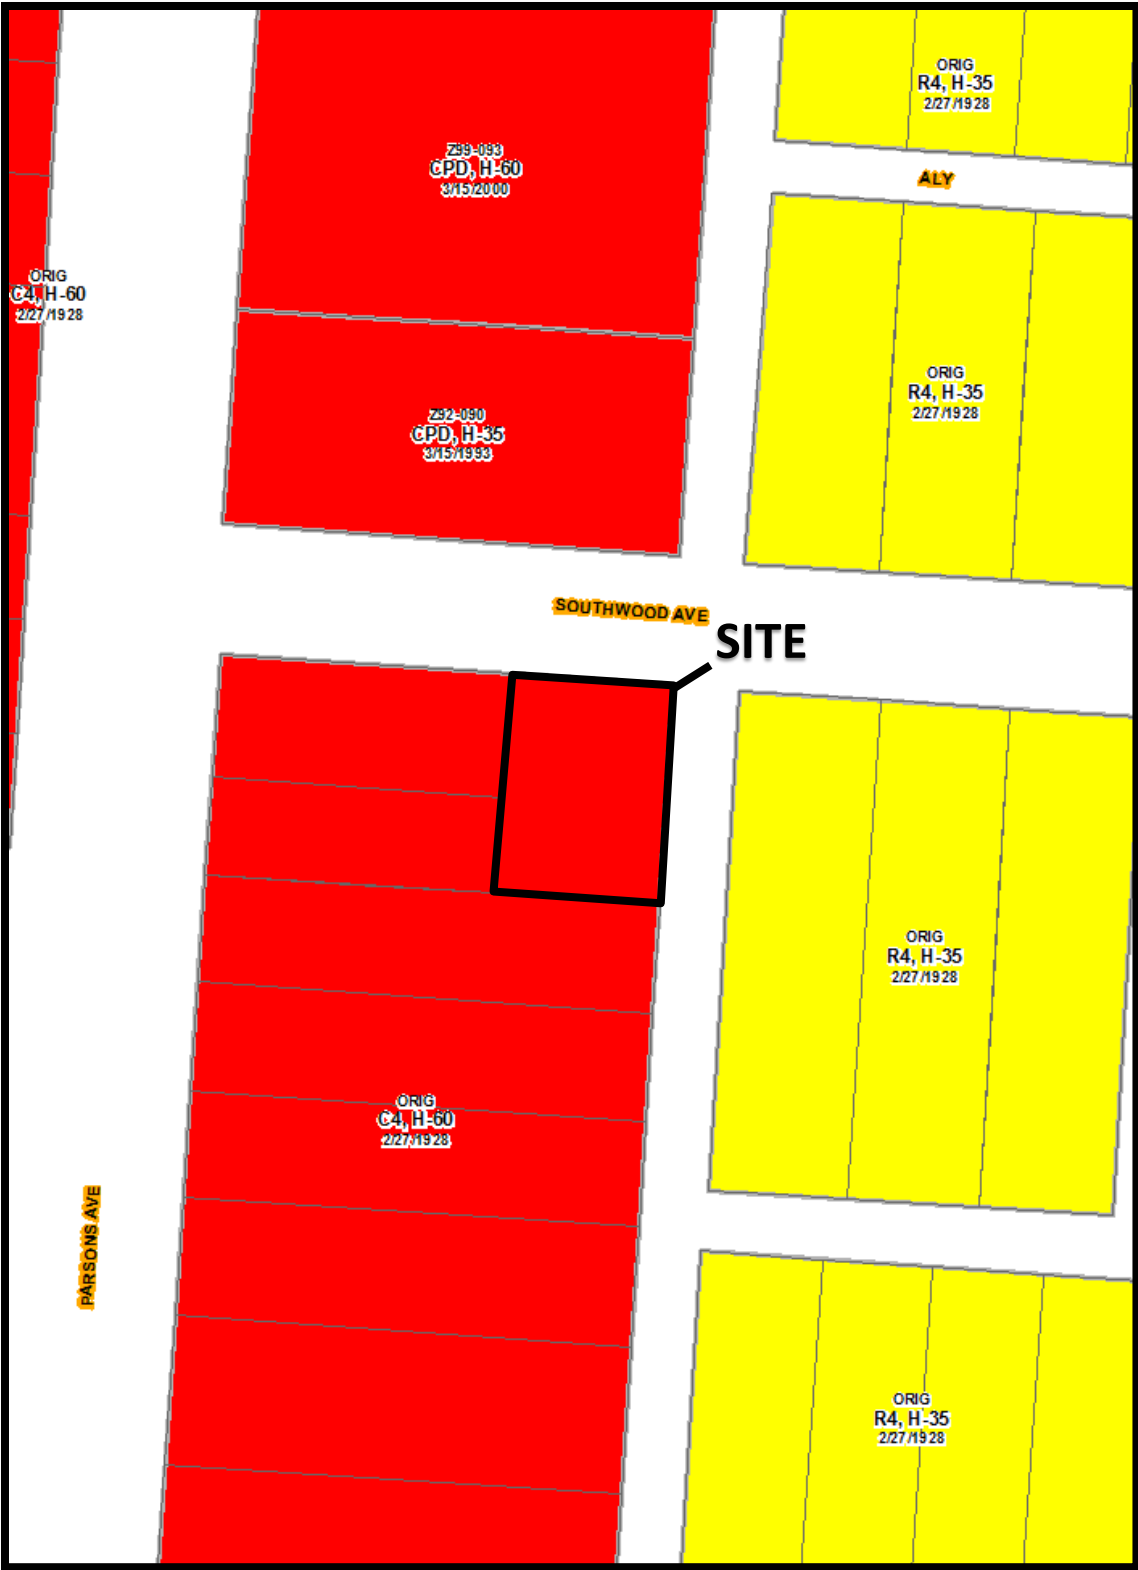 ORIG
R4, H-35
2/27/1928
Z99-093
CPD, H-60
3/15/2000
ALY
ORIG
C4, H-60
2/27/1928
ORIG
R4, H-35
2/27/1928
Z92-090
CPD, H-35
3/15/1993
SOUTHWOOD AVE
SITE
ORIG
R4, H-35
2/27/1928
ORIG
C4, H-60
2/27/1928
PARSONS AVE
ORIG
R4, H-35
2/27/1928